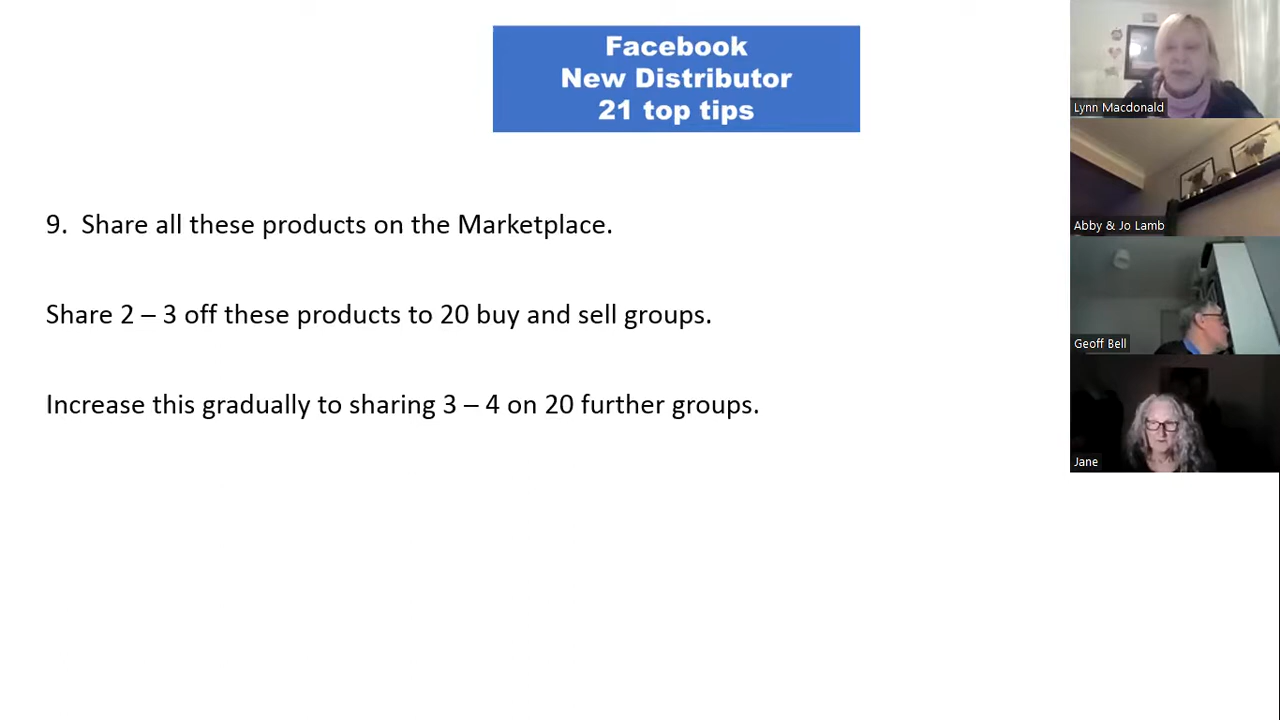 Facebook
New Distributor
21 top tips
9. Share all these products on the Marketplace.
Share 2 – 3 off these products to 20 buy and sell groups.
Increase this gradually to sharing 3 – 4 on 20 further groups.
Lynn Macdonald
Abby & Jo Lamb
Geoff Bell
Jane